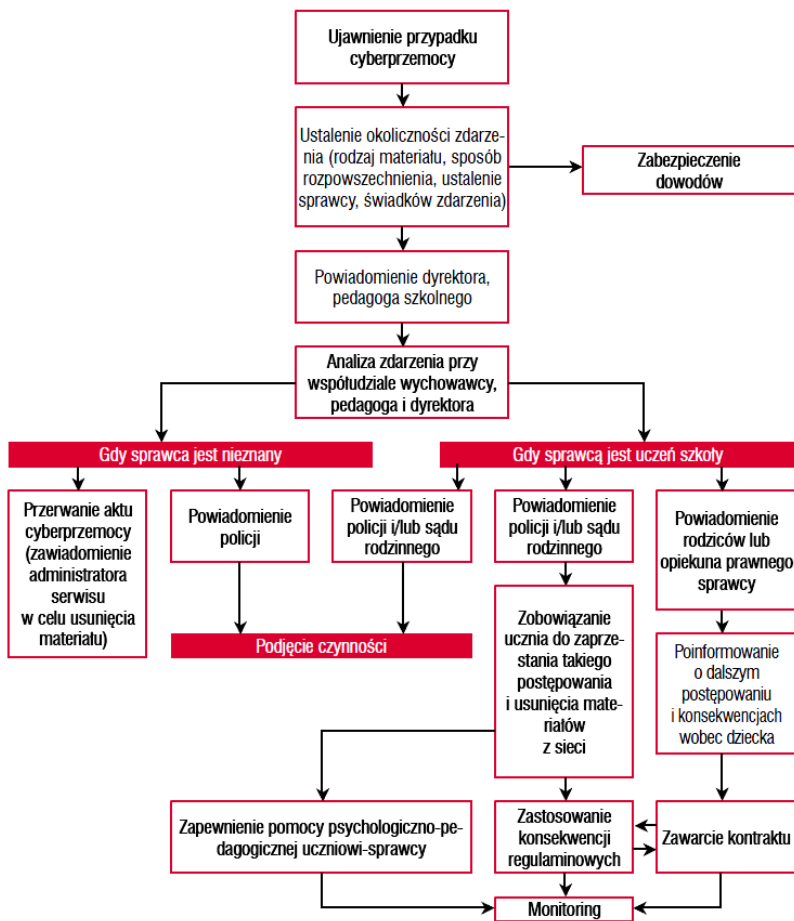 Ujawnienie przypadku
cyberprzemocy
Ustalenie okoliczności zdarze-
nia (rodzaj materiału, sposób
rozpowszechnienia, ustalenie
sprawcy, świadków zdarzenia)
Zabezpieczenie
dowodów
Powiadomienie dyrektora,
pedagoga szkolnego
Analiza zdarzenia przy
współudziale wychowawcy,
pedagoga i dyrektora
Gdy sprawca jest nieznany
Gdy sprawcą jest uczeń szkoły
Przerwanie aktu
cyberprzemocy
(zawiadomienie
administratora
serwisu
w celu usunięcia
materiału)
Powiadomienie
policji
Powiadomienie
policji i/lub sądu
rodzinnego
Powiadomienie
policji i/lub sądu
rodzinnego
Powiadomienie
rodziców lub
opiekuna prawnego
sprawcy
Podjęcie czynności
Zobowiązanie
ucznia do zaprze-
stania takiego
postępowania
i usunięcia mate-
riałów
z sieci
Poinformowanie
o dalszym
postępowaniu
i konsekwencjach
wobec dziecka
Zapewnienie pomocy psychologiczno-pe-
dagogicznej uczniowi-sprawcy
Zastosowanie
konsekwencji
regulaminowych
Zawarcie kontraktu
Monitoring